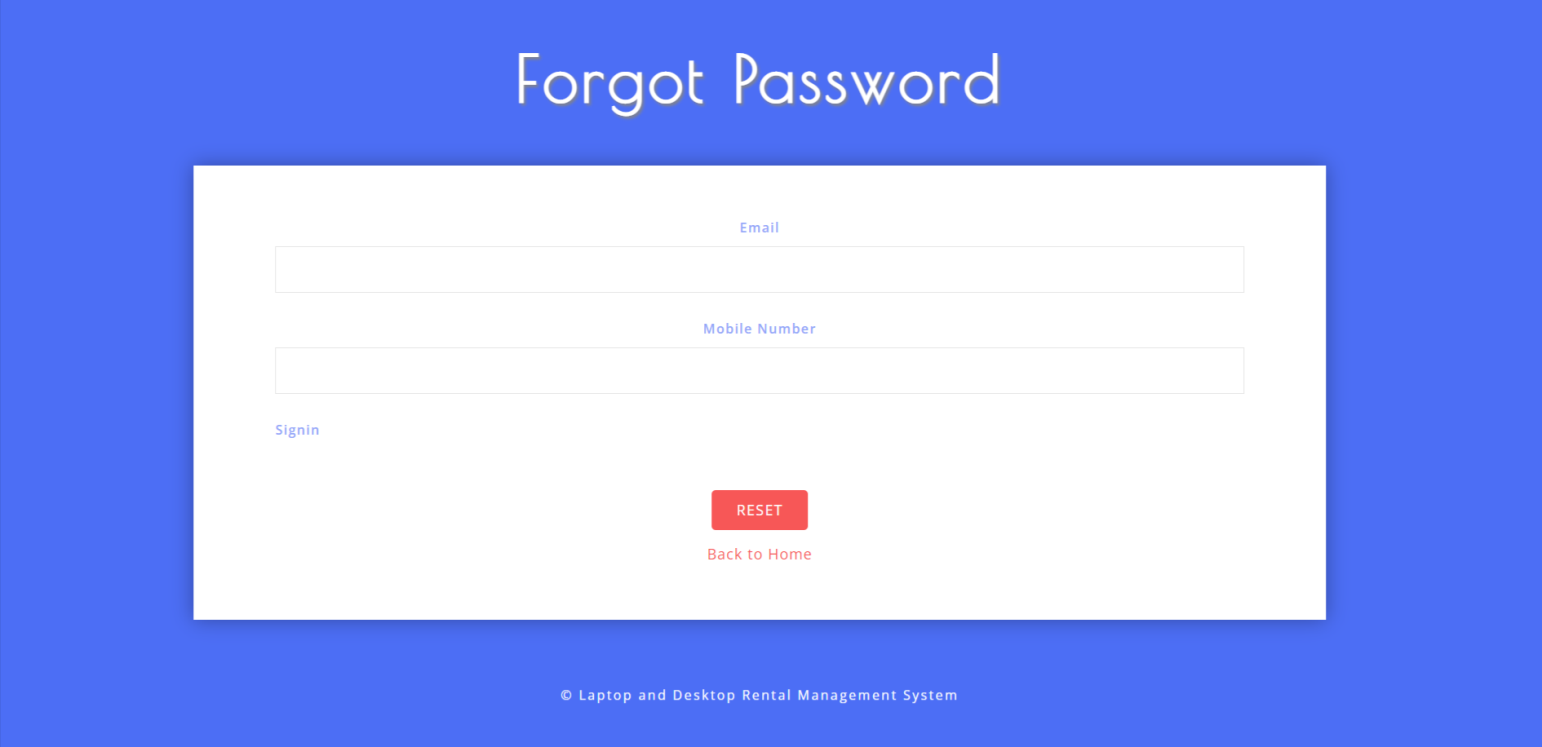 Forgot Password
Email
Mobile Number
Signin
RESET
Back to Home
© Laptop and Desktop Rental Management System